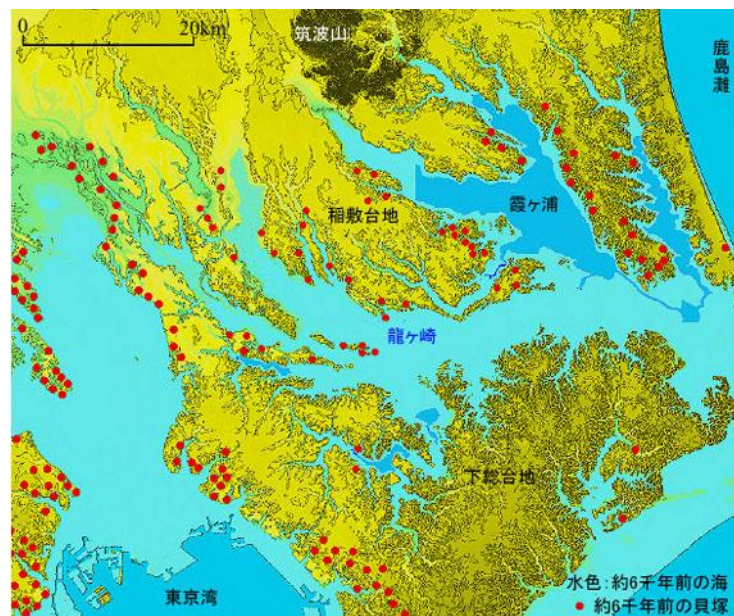 0 20km
筑波山
鹿島灘
霞ヶ浦
稲敷台地
龍ヶ崎
下総台地
東京湾
水色:約6千年前の海
約6千年前の貝塚